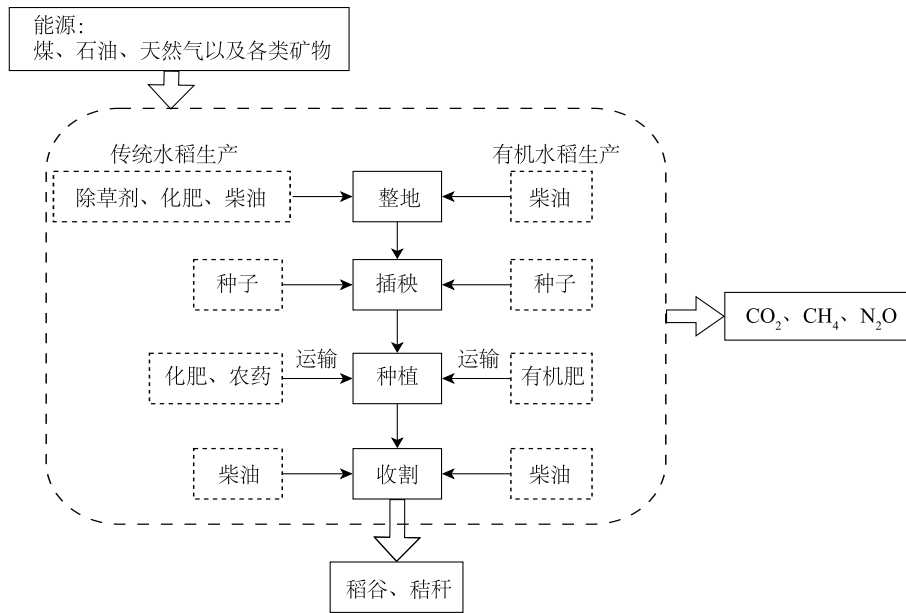 能源:
煤、石油、天然气以及各类矿物
传统水稻生产
有机水稻生产
除草剂、化肥、柴油
整地
柴油
种子
插秧
种子
CO₂、CH₄、N₂O
化肥、农药
运输
种植
运输
有机肥
柴油
收割
柴油
稻谷、秸秆